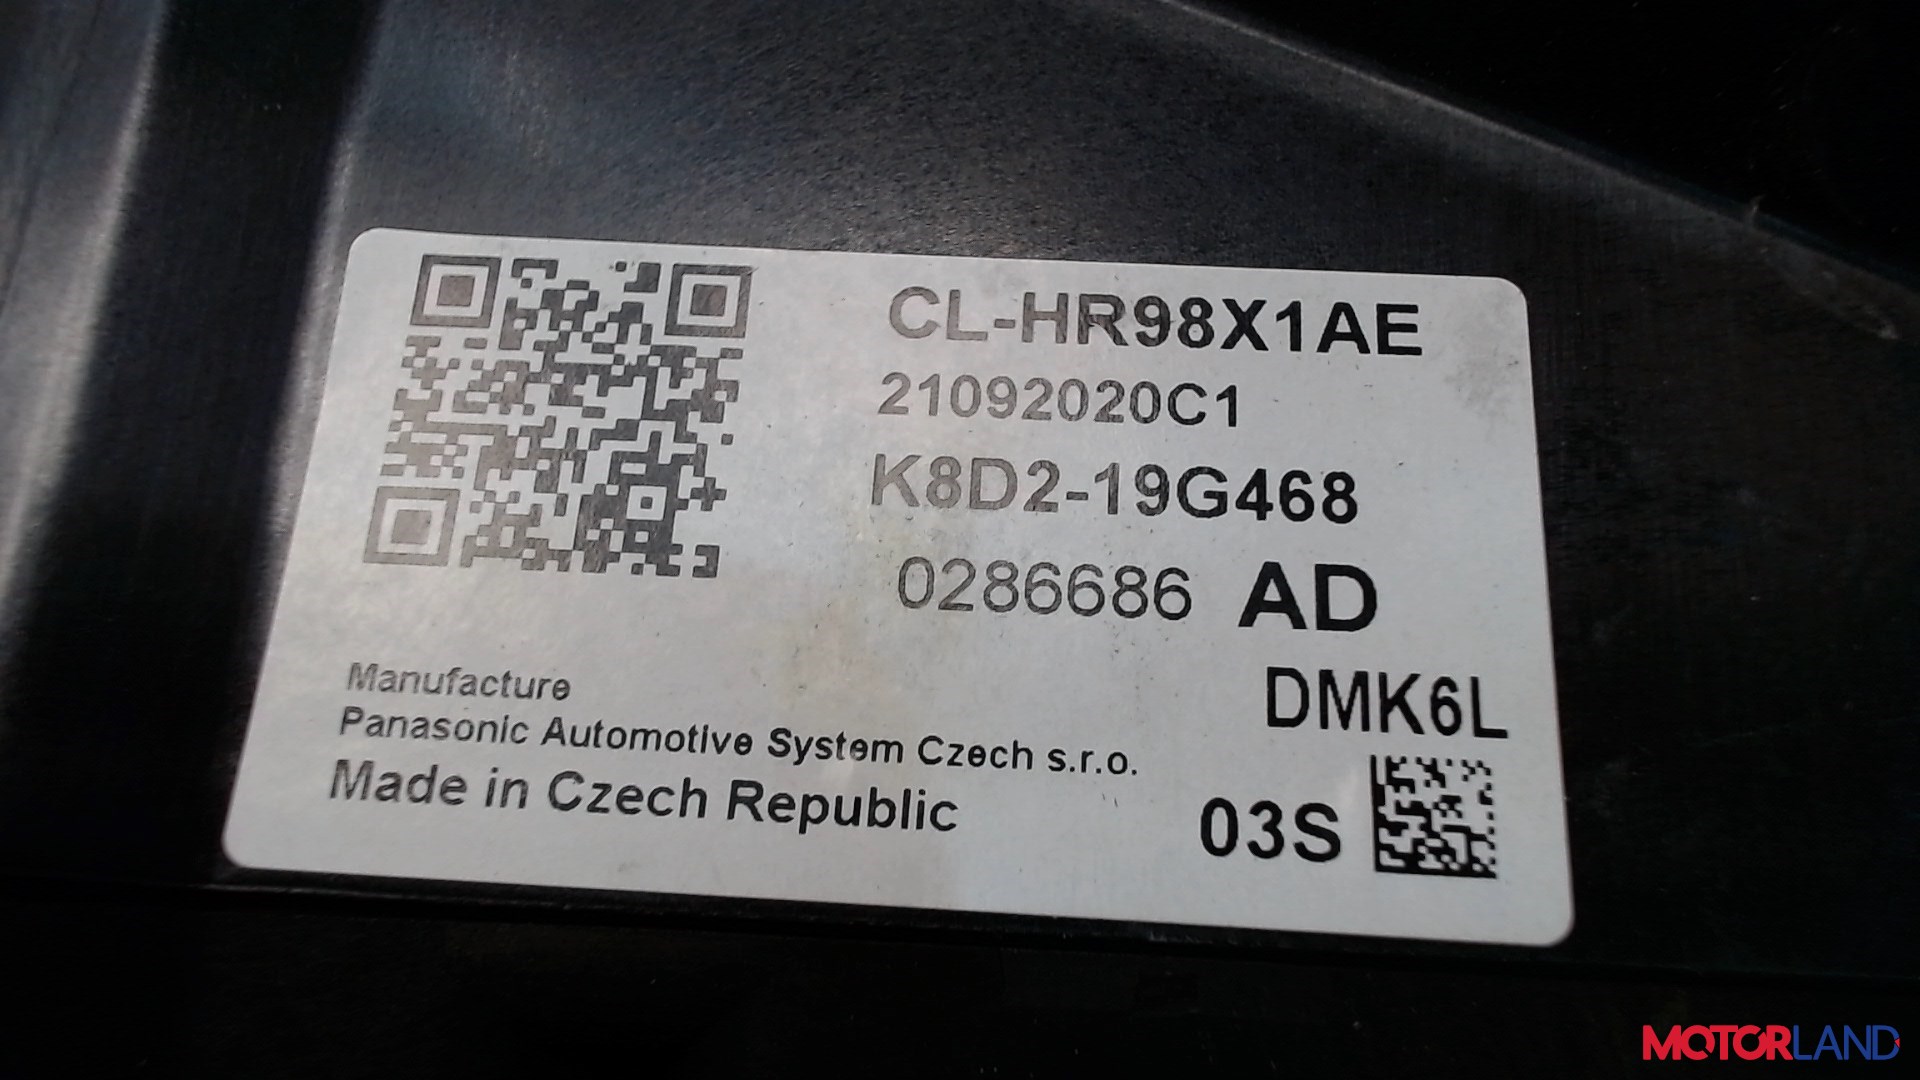 CL-HR98X1AE
21092020C1
K8D2-19G468
0286686 AD
DMK6L
Manufacture
Panasonic Automotive System Czech s.r.o.
Made in Czech Republic
03S
MOTORLAND